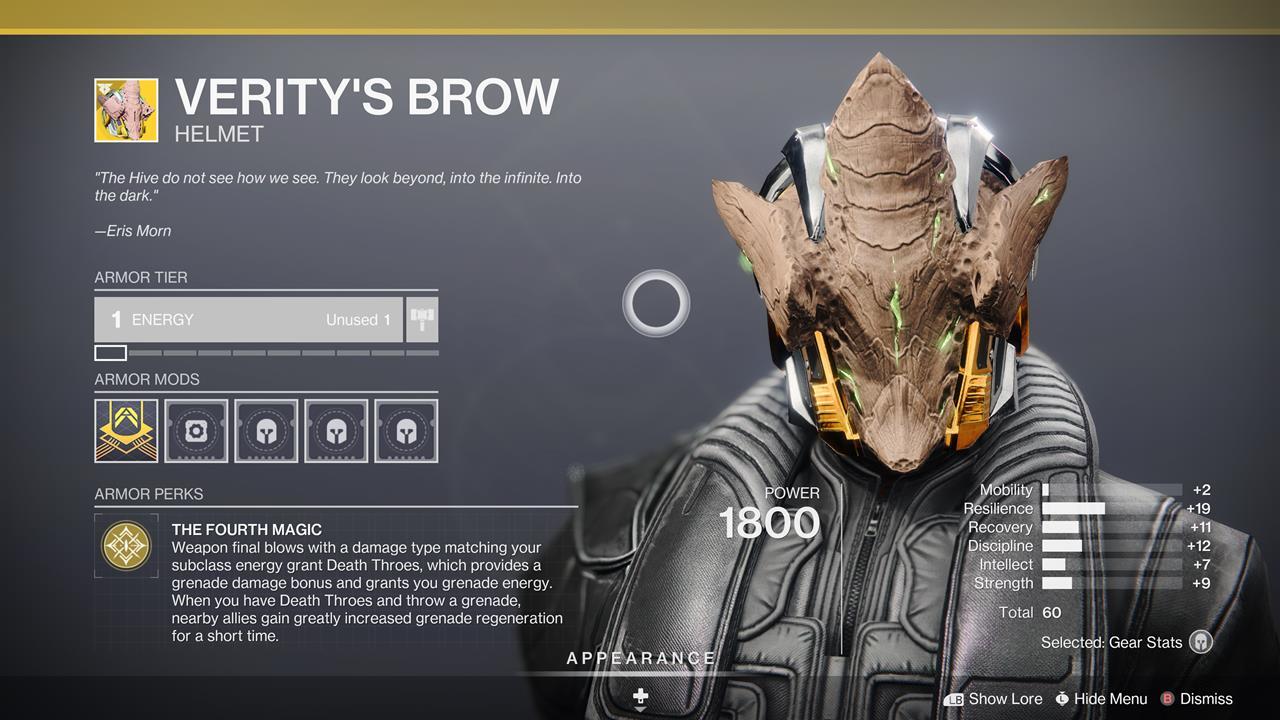 VERITY'S BROW
HELMET
"The Hive do not see how we see. They look beyond, into the infinite. Into
the dark."
—Eris Morn
ARMOR TIER
1 ENERGY Unused 1
ARMOR MODS
ARMOR PERKS
THE FOURTH MAGIC
Weapon final blows with a damage type matching your
subclass energy grant Death Throes, which provides a
grenade damage bonus and grants you grenade energy.
When you have Death Throes and throw a grenade,
nearby allies gain greatly increased grenade regeneration
for a short time.
POWER
1800
Mobility +2
Resilience +19
Recovery +11
Discipline +12
Intellect +7
Strength +9
Total 60
Selected: Gear Stats
APPEARANCE
LB Show Lore L Hide Menu B Dismiss